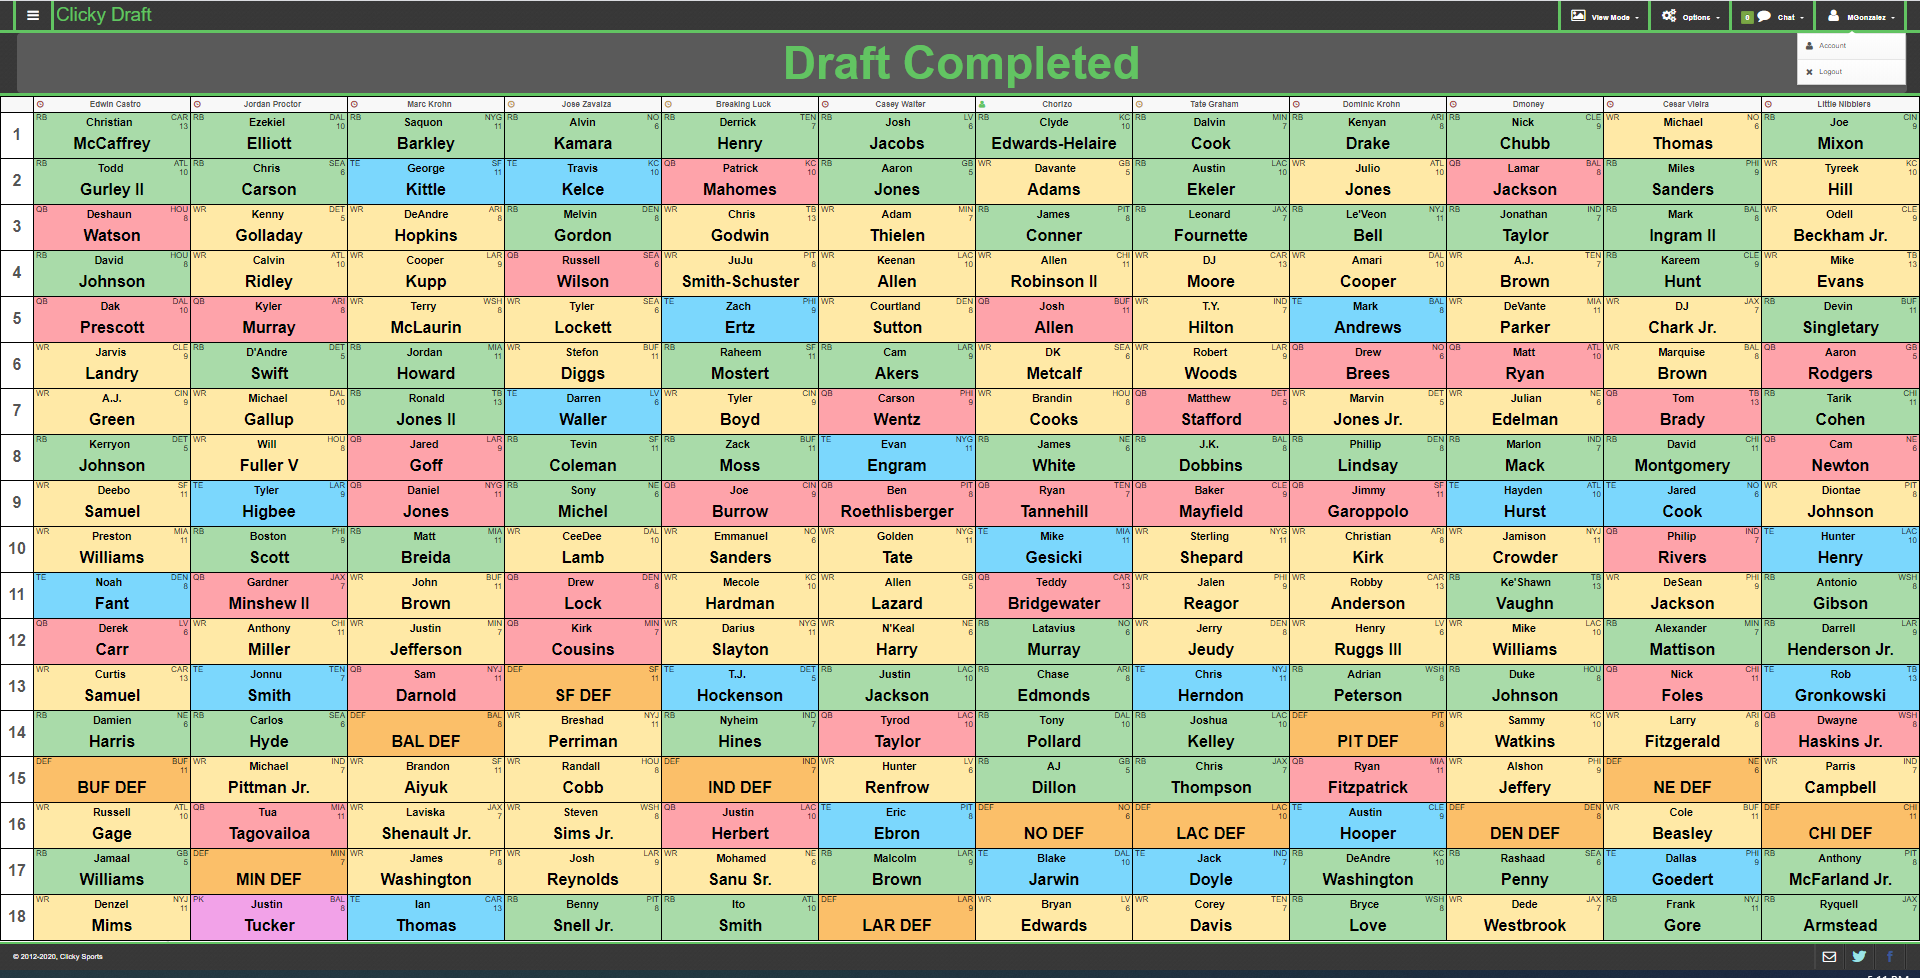 Clicky Draft
View Mode
Options
0 Chat
MGonzalez
Draft Completed
Account
Logout
Edwin Castro Jordan Proctor Marc Krohn Jose Zavalza Breaking Luck Casey Walter Chorizo Tate Graham Dominic Krohn Dmoney Cesar Vieira Little Nibblers
RB Christian CAR 13 RB Ezekiel DAL 10 RB Saquon NYG 11 RB Alvin NO 6 RB Derrick TEN 7 RB Josh LV 6 RB Clyde KC 10 RB Dalvin MIN 7 RB Kenyan ARI 8 RB Nick CLE 9 WR Michael NO 6 RB Joe CIN 9
1 McCaffrey Elliott Barkley Kamara Henry Jacobs Edwards-Helaire Cook Drake Chubb Thomas Mixon
RB Todd ATL 10 RB Chris SEA 6 TE George SF 11 TE Travis KC 10 QB Patrick KC 10 RB Aaron GB 5 WR Davante GB 5 RB Austin LAC 10 WR Julio ATL 10 QB Lamar BAL 8 RB Miles PHI 9 WR Tyreek KC 10
2 Gurley II Carson Kittle Kelce Mahomes Jones Adams Ekeler Jones Jackson Sanders Hill
QB Deshaun HOU 8 WR Kenny DET 5 WR DeAndre ARI 8 RB Melvin DEN 8 WR Chris TB 13 WR Adam MIN 7 RB James PIT 8 RB Leonard JAX 7 RB Le'Veon NYJ 11 RB Jonathan IND 7 RB Mark BAL 8 WR Odell CLE 9
3 Watson Golladay Hopkins Gordon Godwin Thielen Conner Fournette Bell Taylor Ingram II Beckham Jr.
RB David HOU 8 WR Calvin ATL 10 WR Cooper LAR 9 QB Russell SEA 6 WR JuJu PIT 8 WR Keenan LAC 10 WR Allen CHI 11 WR DJ CAR 13 WR Amari DAL 10 WR A.J. TEN 7 RB Kareem CLE 9 WR Mike TB 13
4 Johnson Ridley Kupp Wilson Smith-Schuster Allen Robinson II Moore Cooper Brown Hunt Evans
QB Dak DAL 10 QB Kyler ARI 8 WR Terry WSH 8 WR Tyler SEA 6 TE Zach PHI 9 WR Courtland DEN 8 QB Josh BUF 11 WR T.Y. IND 7 TE Mark BAL 8 WR DeVante MIA 11 WR DJ JAX 7 RB Devin BUF 11
5 Prescott Murray McLaurin Lockett Ertz Sutton Allen Hilton Andrews Parker Chark Jr. Singletary
WR Jarvis CLE 9 RB D'Andre DET 5 RB Jordan MIA 11 WR Stefon BUF 11 RB Raheem SF 11 RB Cam LAR 9 WR DK SEA 6 WR Robert LAR 9 QB Drew NO 6 QB Matt ATL 10 WR Marquise BAL 8 QB Aaron GB 5
6 Landry Swift Howard Diggs Mostert Akers Metcalf Woods Brees Ryan Brown Rodgers
WR A.J. CIN 9 WR Michael DAL 10 RB Ronald TB 13 TE Darren LV 6 WR Tyler CIN 9 QB Carson PHI 9 WR Brandin HOU 8 QB Matthew DET 5 WR Marvin DET 5 WR Julian NE 6 QB Tom TB 13 RB Tarik CHI 11
7 Green Gallup Jones II Waller Boyd Wentz Cooks Stafford Jones Jr. Edelman Brady Cohen
RB Kerryon DET 5 WR Will HOU 8 QB Jared LAR 9 RB Tevin SF 11 RB Zack BUF 11 TE Evan NYG 11 RB James NE 6 RB J.K. BAL 8 RB Phillip DEN 8 RB Marlon IND 7 RB David CHI 11 QB Cam NE 6
8 Johnson Fuller V Goff Coleman Moss Engram White Dobbins Lindsay Mack Montgomery Newton
WR Deebo SF 11 TE Tyler LAR 9 QB Daniel NYG 11 RB Sony NE 6 QB Joe CIN 9 QB Ben PIT 8 QB Ryan TEN 7 QB Baker CLE 9 QB Jimmy SF 11 TE Hayden ATL 10 TE Jared NO 6 WR Diontae PIT 8
9 Samuel Higbee Jones Michel Burrow Roethlisberger Tannehill Mayfield Garoppolo Hurst Cook Johnson
WR Preston MIA 11 RB Boston PHI 9 RB Matt MIA 11 WR CeeDee DAL 10 WR Emmanuel NO 6 WR Golden NYG 11 TE Mike MIA 11 WR Sterling NYG 11 WR Christian ARI 8 WR Jamison NYJ 11 QB Philip IND 7 TE Hunter LAC 10
10 Williams Scott Breida Lamb Sanders Tate Gesicki Shepard Kirk Crowder Rivers Henry
TE Noah DEN 8 QB Gardner JAX 7 WR John BUF 11 QB Drew DEN 8 WR Mecole KC 10 WR Allen GB 5 QB Teddy CAR 13 WR Jalen PHI 9 WR Robby CAR 13 RB Ke'Shawn TB 13 WR DeSean PHI 9 RB Antonio WSH 8
11 Fant Minshew II Brown Lock Hardman Lazard Bridgewater Reagor Anderson Vaughn Jackson Gibson
QB Derek LV 6 WR Anthony CHI 11 WR Justin MIN 7 QB Kirk MIN 7 WR Darius NYG 11 WR N'Keal NE 6 RB Latavius NO 6 WR Jerry DEN 8 WR Henry LV 6 WR Mike LAC 10 RB Alexander MIN 7 RB Darrell LAR 9
12 Carr Miller Jefferson Cousins Slayton Harry Murray Jeudy Ruggs III Williams Mattison Henderson Jr.
WR Curtis CAR 13 TE Jonnu TEN 7 QB Sam NYJ 11 DEF SF 11 TE T.J. DET 5 RB Justin LAC 10 RB Chase ARI 8 TE Chris NYJ 11 RB Adrian WSH 8 RB Duke HOU 8 QB Nick CHI 11 TE Rob TB 13
13 Samuel Smith Darnold SF DEF Hockenson Jackson Edmonds Herndon Peterson Johnson Foles Gronkowski
RB Damien NE 6 RB Carlos SEA 6 DEF BAL 8 WR Breshad NYJ 11 RB Nyheim IND 7 QB Tyrod LAC 10 RB Tony DAL 10 RB Joshua LAC 10 DEF PIT 8 WR Sammy KC 10 WR Larry ARI 8 QB Dwayne WSH 8
14 Harris Hyde BAL DEF Perriman Hines Taylor Pollard Kelley PIT DEF Watkins Fitzgerald Haskins Jr.
DEF BUF 11 WR Michael IND 7 WR Brandon SF 11 WR Randall HOU 8 DEF IND 7 WR Hunter LV 6 RB AJ GB 5 RB Chris JAX 7 QB Ryan MIA 11 WR Alshon PHI 9 DEF NE 6 WR Parris IND 7
15 BUF DEF Pittman Jr. Aiyuk Cobb IND DEF Renfrow Dillon Thompson Fitzpatrick Jeffery NE DEF Campbell
WR Russell ATL 10 QB Tua MIA 11 WR Laviska JAX 7 WR Steven WSH 8 QB Justin LAC 10 TE Eric PIT 8 DEF NO 6 DEF LAC 10 TE Austin CLE 9 DEF DEN 8 WR Cole BUF 11 DEF CHI 11
16 Gage Tagovailoa Shenault Jr. Sims Jr. Herbert Ebron NO DEF LAC DEF Hooper DEN DEF Beasley CHI DEF
RB Jamaal GB 5 DEF MIN 7 WR James PIT 8 WR Josh LAR 9 WR Mohamed NE 6 RB Malcolm LAR 9 TE Blake DAL 10 TE Jack IND 7 RB DeAndre KC 10 RB Rashaad SEA 6 TE Dallas PHI 9 RB Anthony PIT 8
17 Williams MIN DEF Washington Reynolds Sanu Sr. Brown Jarwin Doyle Washington Penny Goedert McFarland Jr.
WR Denzel NYJ 11 PK Justin BAL 8 TE Ian CAR 13 RB Benny PIT 8 RB Ito ATL 10 DEF LAR 9 WR Bryan LV 6 WR Corey TEN 7 RB Bryce WSH 8 WR Dede JAX 7 RB Frank NYJ 11 RB Ryquell JAX 7
18 Mims Tucker Thomas Snell Jr. Smith LAR DEF Edwards Davis Love Westbrook Gore Armstead
© 2012-2020, Clicky Sports